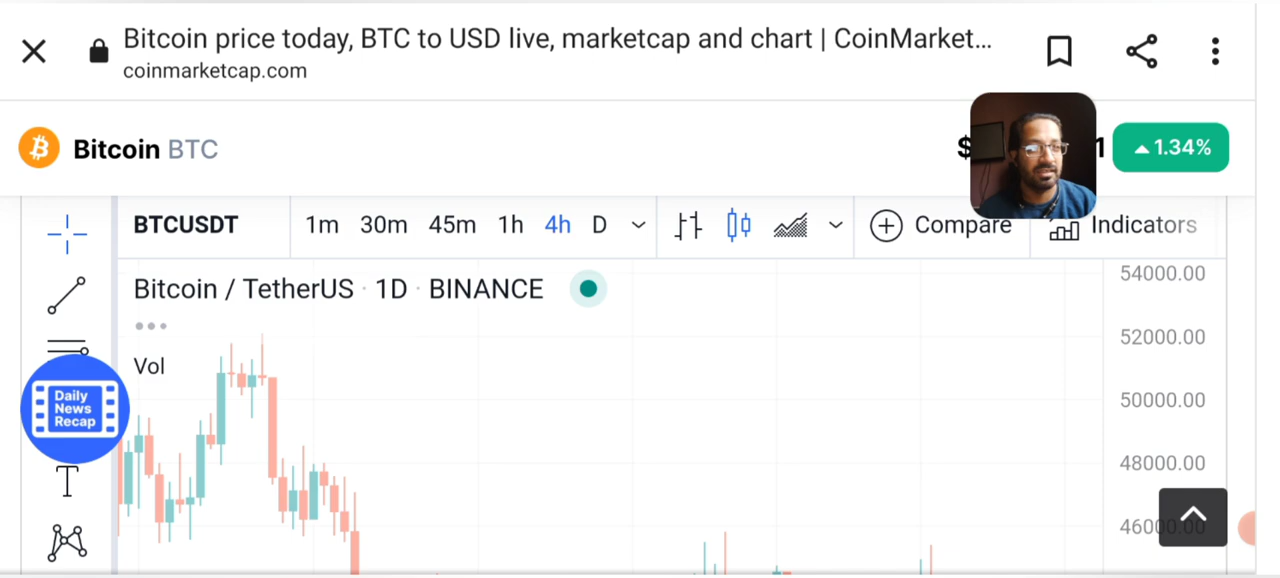 Bitcoin price today, BTC to USD live, marketcap and chart | CoinMarket...
coinmarketcap.com
Bitcoin BTC
$ 1 1.34%
BTCUSDT 1m 30m 45m 1h 4h D Compare Indicators
Bitcoin / TetherUS · 1D · BINANCE
54000.00
52000.00
Vol
Daily
News
Recap
50000.00
48000.00
T
46000.00